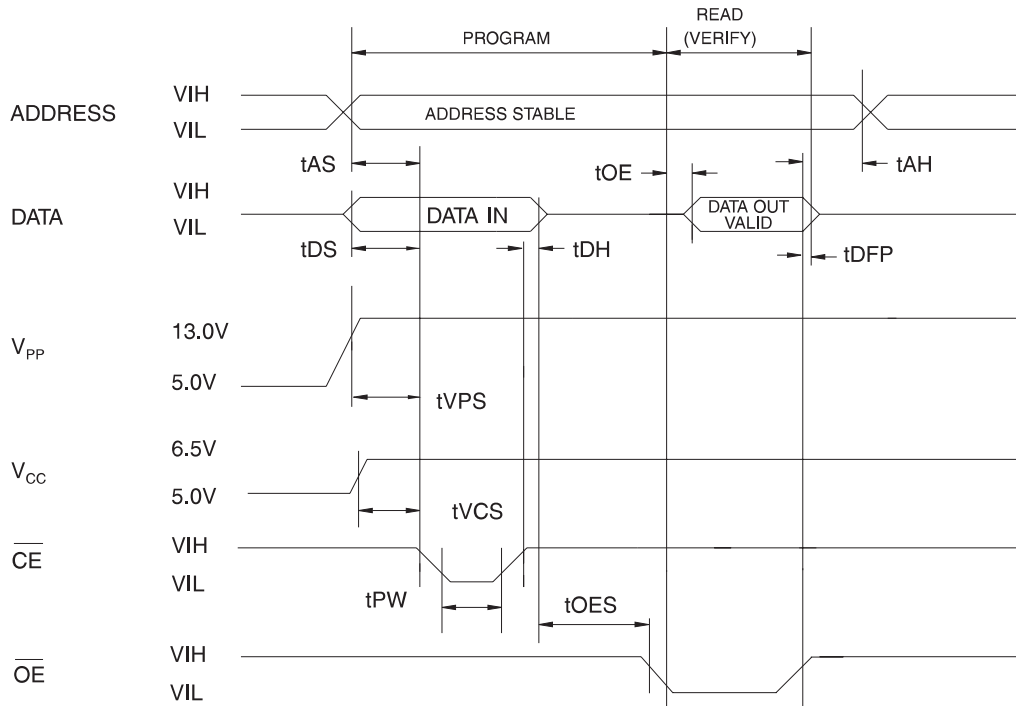 READ
PROGRAM
(VERIFY)
ADDRESS
VIH
VIL
ADDRESS STABLE
tAS
tOE
tAH
DATA
VIH
VIL
DATA IN
DATA OUT
VALID
tDS
tDH
tDFP
VPP
13.0V
5.0V
tVPS
VCC
6.5V
5.0V
tVCS
CE
VIH
VIL
tPW
tOES
OE
VIH
VIL